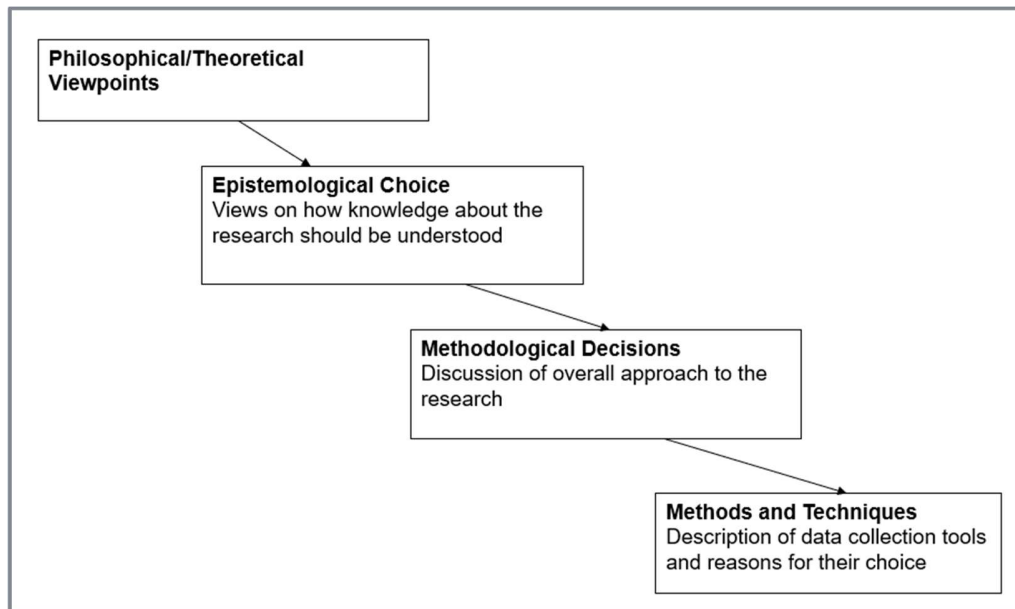 Philosophical/Theoretical
Viewpoints
Epistemological Choice
Views on how knowledge about the
research should be understood
Methodological Decisions
Discussion of overall approach to the
research
Methods and Techniques
Description of data collection tools
and reasons for their choice